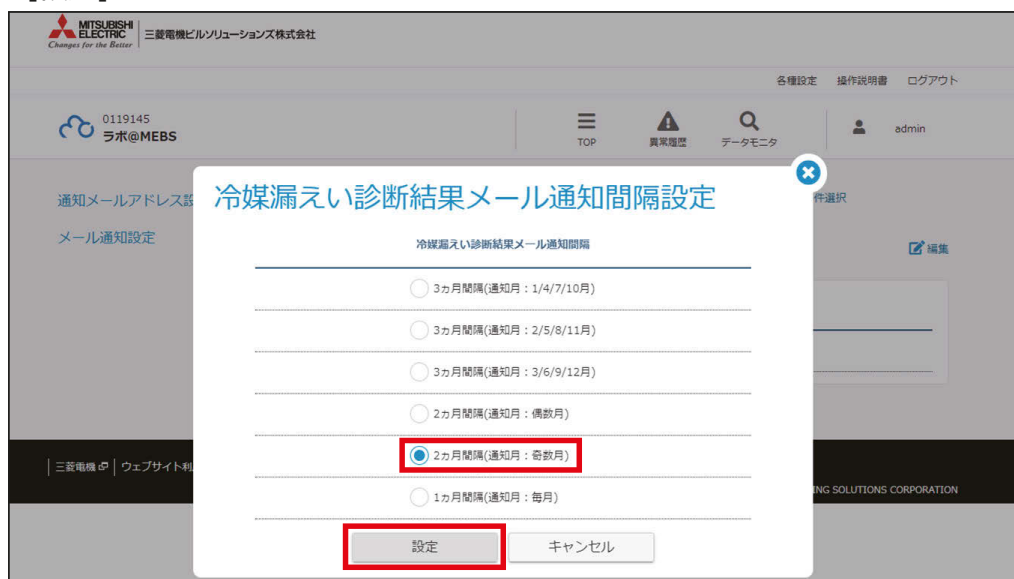 MITSUBISHI
ELECTRIC
Changes for the Better
三菱電機ビルソリューションズ株式会社
各種設定 操作説明書 ログアウト
0119145
ラボ@MEBS
TOP 異常履歴 データモニタ admin
通知メールアドレス設
件選択
メール通知設定
編集
冷媒漏えい診断結果メール通知間隔設定
冷媒漏えい診断結果メール通知間隔
3ヵ月間隔(通知月：1/4/7/10月)
3ヵ月間隔(通知月：2/5/8/11月)
3ヵ月間隔(通知月：3/6/9/12月)
2ヵ月間隔(通知月：偶数月)
2ヵ月間隔(通知月：奇数月)
1ヵ月間隔(通知月：毎月)
設定 キャンセル
三菱電機 ウェブサイト利
ING SOLUTIONS CORPORATION